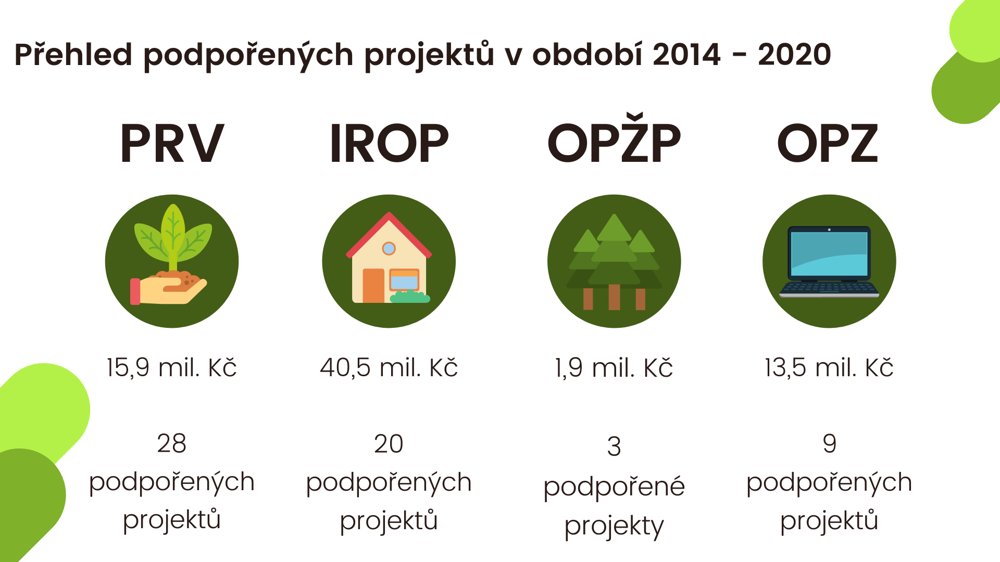 Přehled podpořených projektů v období 2014 - 2020
PRV
IROP
OPŽP
OPZ
15,9 mil. Kč
40,5 mil. Kč
1,9 mil. Kč
13,5 mil. Kč
28
podpořených
projektů
20
podpořených
projektů
3
podpořené
projekty
9
podpořených
projektů